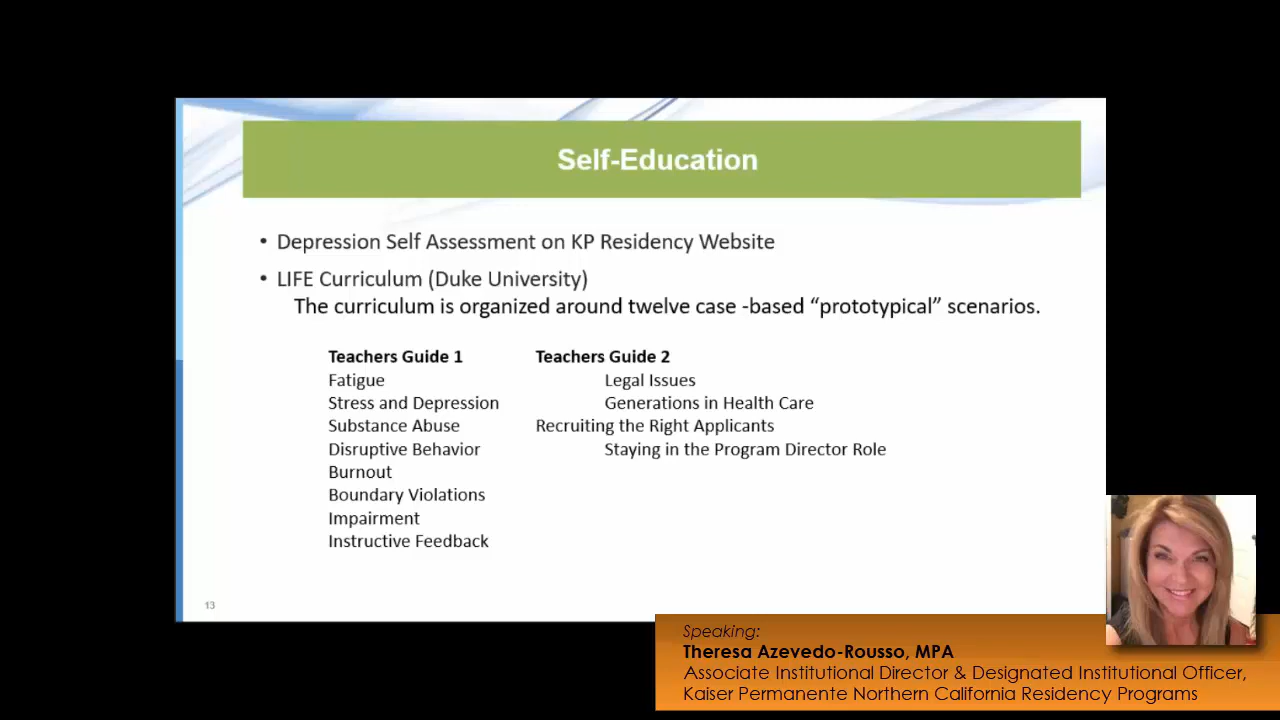 Self-Education
• Depression Self Assessment on KP Residency Website
• LIFE Curriculum (Duke University)
The curriculum is organized around twelve case -based “prototypical” scenarios.
Teachers Guide 1
Fatigue
Stress and Depression
Substance Abuse
Disruptive Behavior
Burnout
Boundary Violations
Impairment
Instructive Feedback
Teachers Guide 2
Legal Issues
Generations in Health Care
Recruiting the Right Applicants
Staying in the Program Director Role
13
Speaking:
Theresa Azevedo-Rousso, MPA
Associate Institutional Director & Designated Institutional Officer,
Kaiser Permanente Northern California Residency Programs